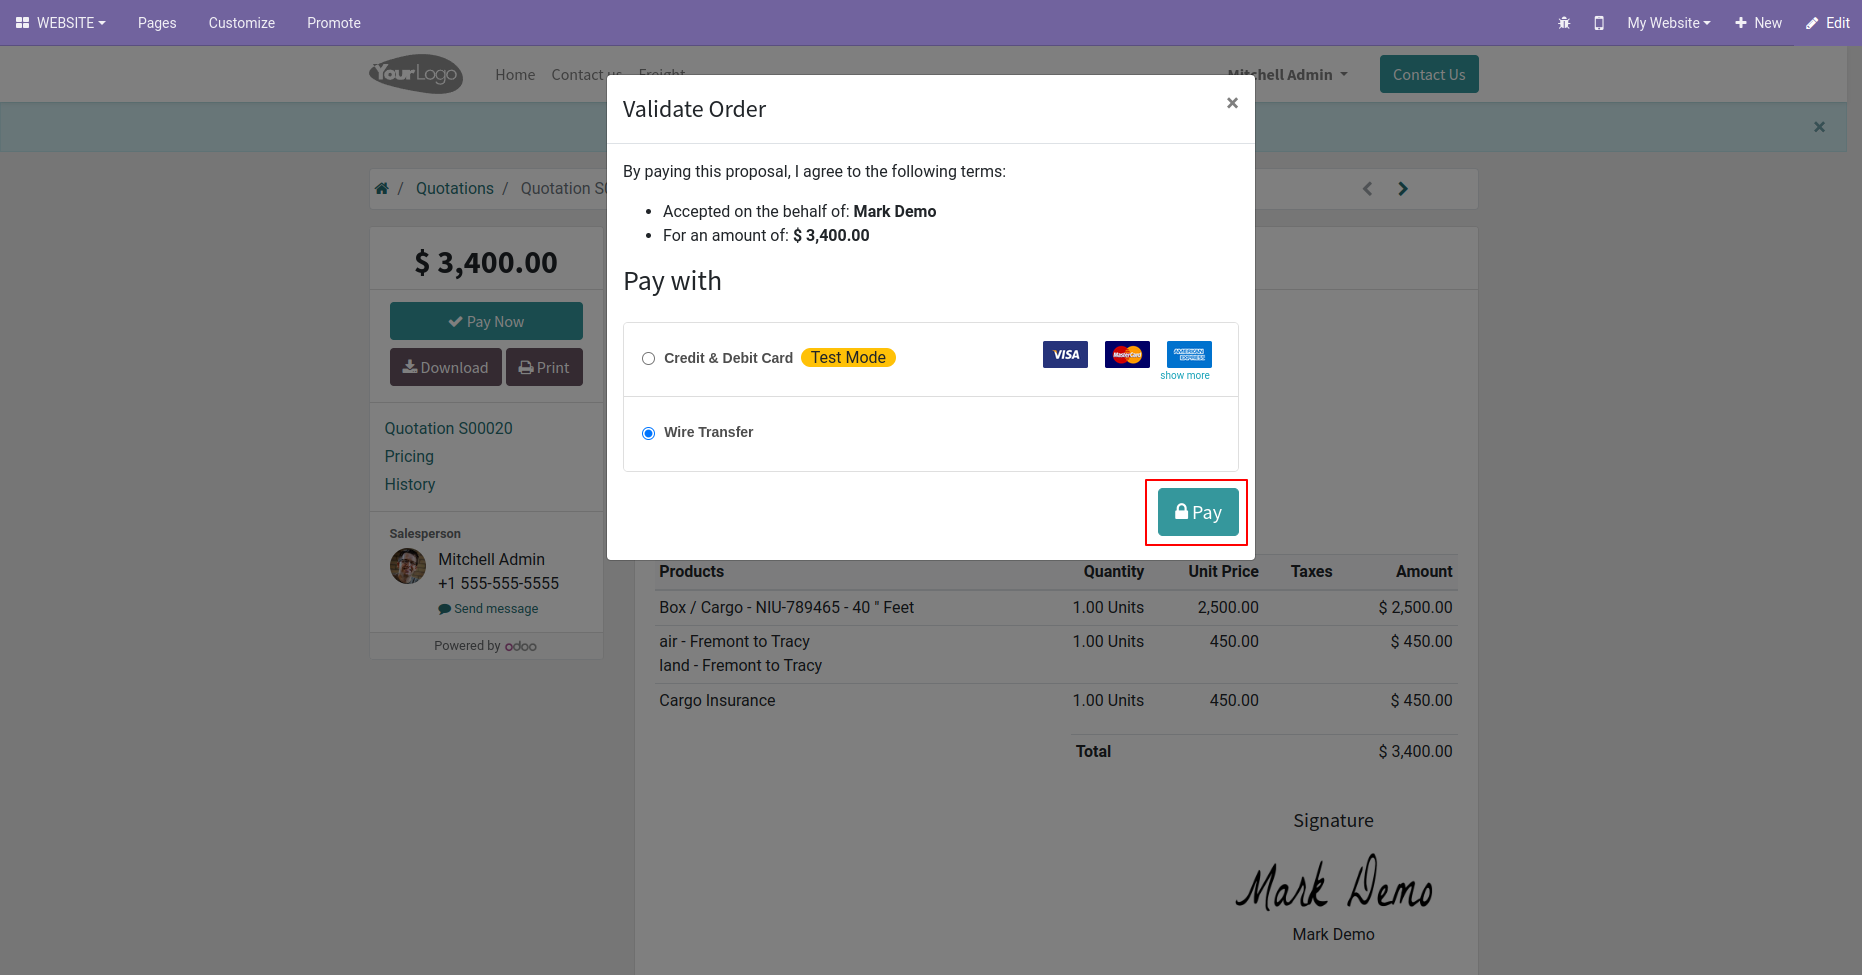 WEBSITE Pages Customize Promote My Website + New Edit
YourLogo Home Contact us Freight Mitchell Admin Contact Us
Validate Order ×
×
By paying this proposal, I agree to the following terms:
Accepted on the behalf of: Mark Demo
For an amount of: $ 3,400.00
Pay with
Credit & Debit Card Test Mode VISA MasterCard AMERICAN EXPRESS
show more
Wire Transfer
Pay
/ Quotations / Quotation S0
$ 3,400.00
Pay Now
Download Print
Quotation S00020
Pricing
History
Salesperson
Mitchell Admin
+1 555-555-5555
Send message
Powered by odoo
Products Quantity Unit Price Taxes Amount
Box / Cargo - NIU-789465 - 40 " Feet 1.00 Units 2,500.00 $ 2,500.00
air - Fremont to Tracy 1.00 Units 450.00 $ 450.00
land - Fremont to Tracy
Cargo Insurance 1.00 Units 450.00 $ 450.00
Total $ 3,400.00
Signature
Mark Demo
Mark Demo